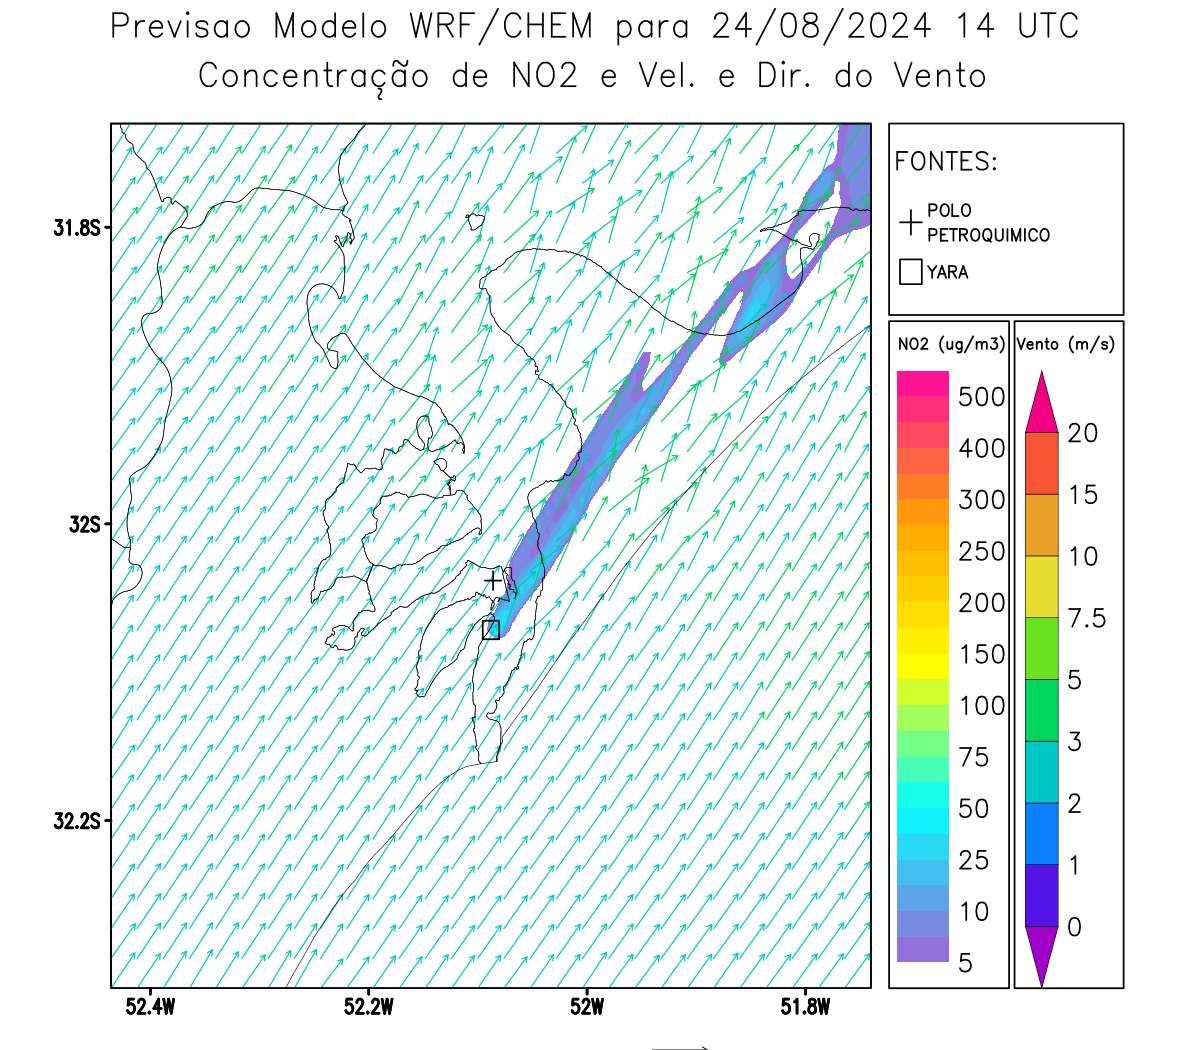 Previsao Modelo WRF/CHEM para 24/08/2024 14 UTC
Concentração de NO2 e Vel. e Dir. do Vento
FONTES:
POLO
PETROQUIMICO
YARA
NO2 (ug/m3)
500
400
300
250
200
150
100
75
50
25
10
5
Vento (m/s)
20
15
10
7.5
5
3
2
1
0
31.8S
32S
32.2S
52.4W
52.2W
52W
51.8W